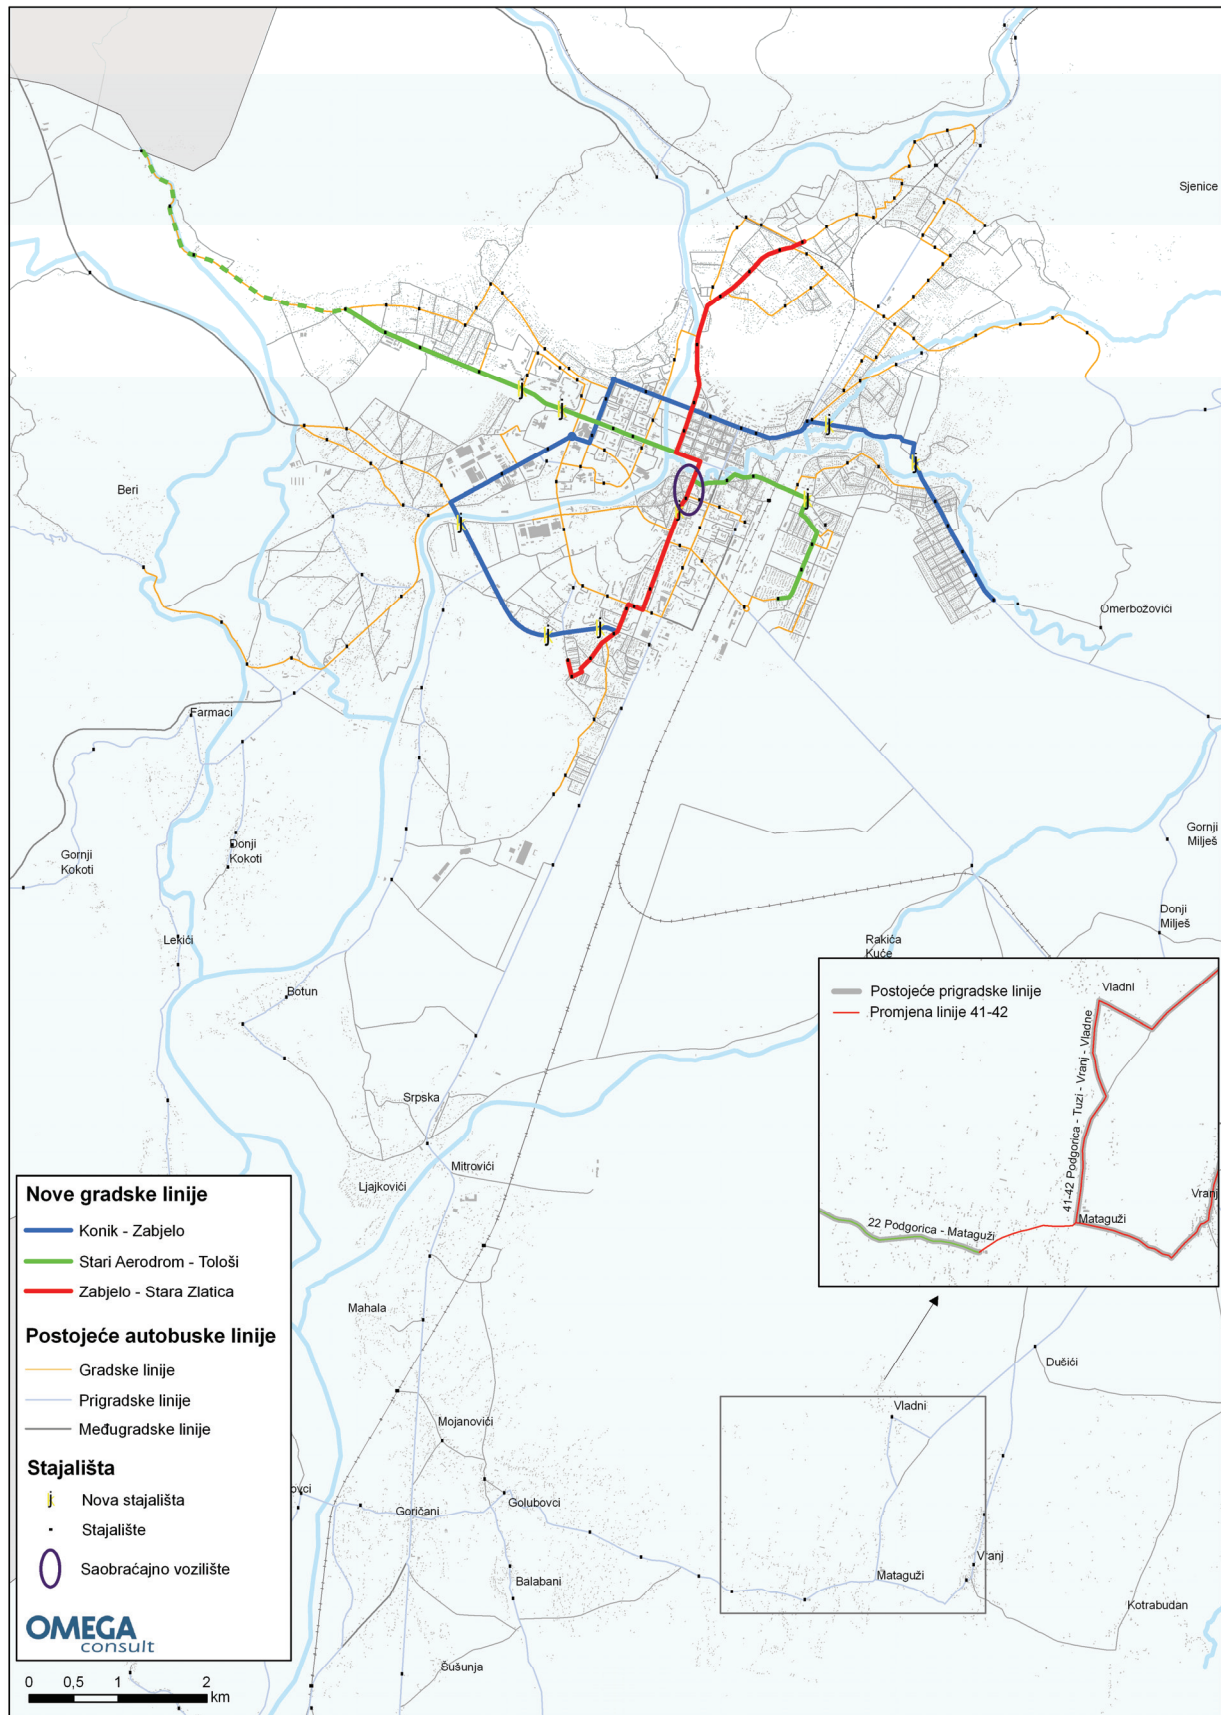 Sjenice
Beri
Omerbožovići
Farmaci
Gornji
Kokoti
Donji
Kokoti
Gornji
Milješ
Donji
Milješ
Lekići
Rakića
Kuće
Botun
Srpska
Mitrovići
Ljajkovići
Postojeće prigradske linije
Promjena linije 41-42
Vladni
41-42 Podgorica - Tuzi - Vranj - Vladne
22 Podgorica - Mataguži
Mataguži
Vranj
Nove gradske linije
Konik - Zabjelo
Stari Aerodrom - Tološi
Zabjelo - Stara Zlatica
Postojeće autobuske linije
Gradske linije
Prigradske linije
Međugradske linije
Stajališta
j Nova stajališta
Stajalište
Saobraćajno vozilište
OMEGA
consult
0 0,5 1 2
km
Mahala
Dušići
Mojanovići
Vladni
ovci
Goričani
Golubovci
Vranj
Balabani
Mataguži
Kotrabudan
Šušunja
j
j
j
j
j
j
j
j
j